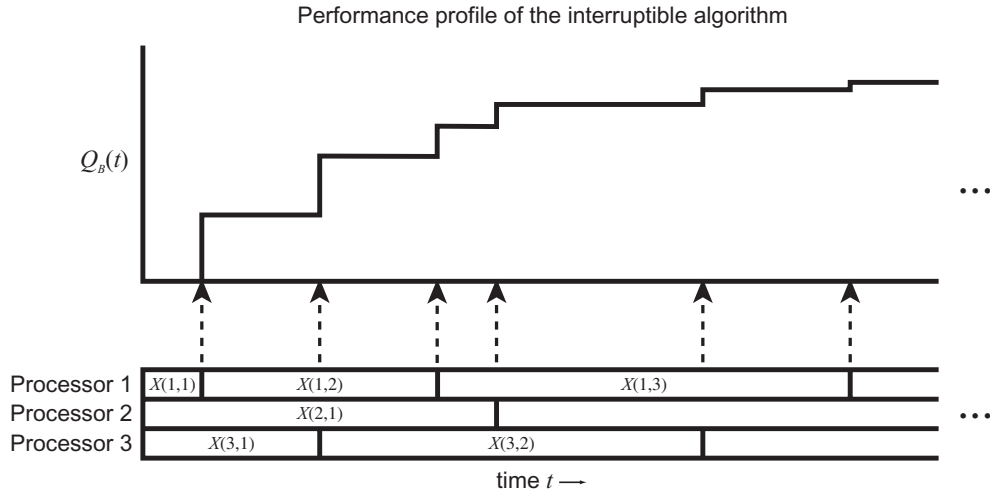 Performance profile of the interruptible algorithm
Q_B(t)
...
Processor 1 X(1,1) X(1,2) X(1,3)
Processor 2 X(2,1) ...
Processor 3 X(3,1) X(3,2)
time t →